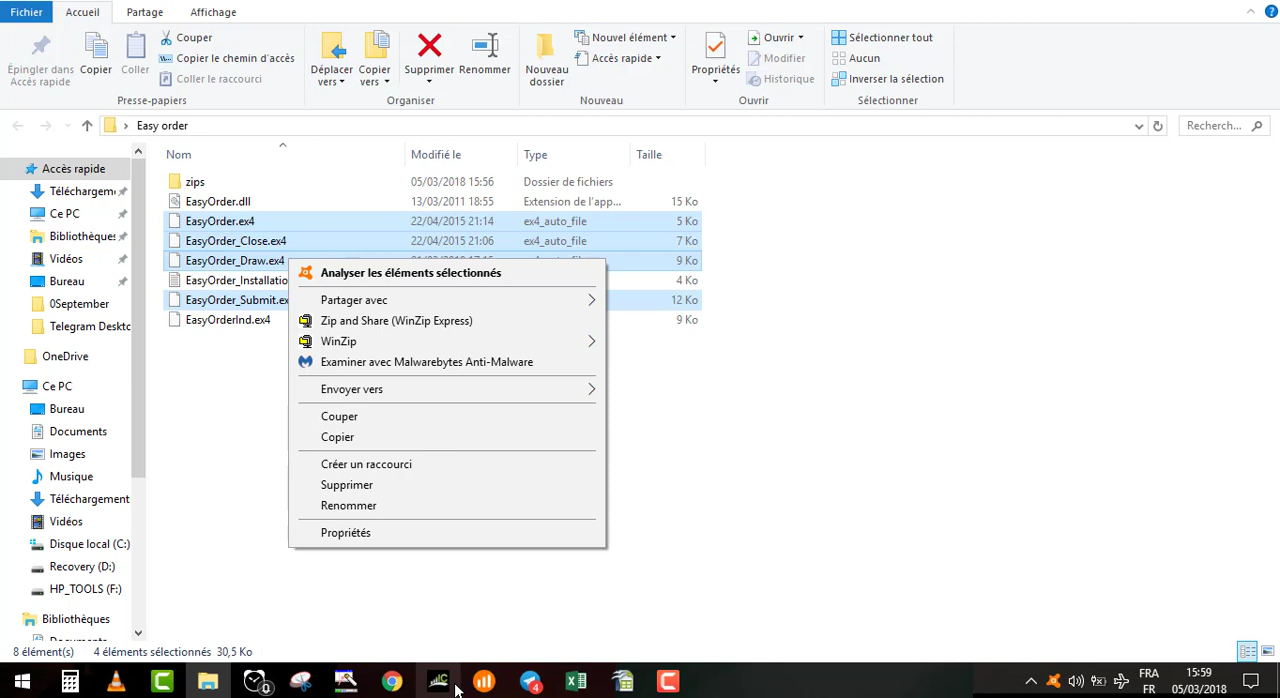 Fichier Accueil Partage Affichage
Épingler dans Accès rapide
Copier
Coller
Couper
Copier le chemin d'accès
Coller le raccourci
Presse-papiers
Déplacer vers
Copier vers
Supprimer
Renommer
Organiser
Nouveau dossier
Nouvel élément
Accès rapide
Nouveau
Propriétés
Ouvrir
Modifier
Historique
Ouvrir
Sélectionner tout
Aucun
Inverser la sélection
Sélectionner
Easy order
Recherch...
Nom Modifié le Type Taille
zips 05/03/2018 15:56 Dossier de fichiers
EasyOrder.dll 13/03/2011 18:55 Extension de l'app... 15 Ko
EasyOrder.ex4 22/04/2015 21:14 ex4_auto_file 5 Ko
EasyOrder_Close.ex4 22/04/2015 21:06 ex4_auto_file 7 Ko
EasyOrder_Draw.ex4 9 Ko
EasyOrder_Installatio 4 Ko
EasyOrder_Submit.ex 12 Ko
EasyOrderInd.ex4 9 Ko
Accès rapide
Téléchargem
Ce PC
Bibliothèques
Vidéos
Bureau
0September
Telegram Deskto
OneDrive
Ce PC
Bureau
Documents
Images
Musique
Téléchargement
Vidéos
Disque local (C:)
Recovery (D:)
HP_TOOLS (F:)
Bibliothèques
Analyser les éléments sélectionnés
Partager avec
Zip and Share (WinZip Express)
WinZip
Examiner avec Malwarebytes Anti-Malware
Envoyer vers
Couper
Copier
Créer un raccourci
Supprimer
Renommer
Propriétés
8 élément(s) 4 éléments sélectionnés 30,5 Ko
FRA
FR
15:59
05/03/2018